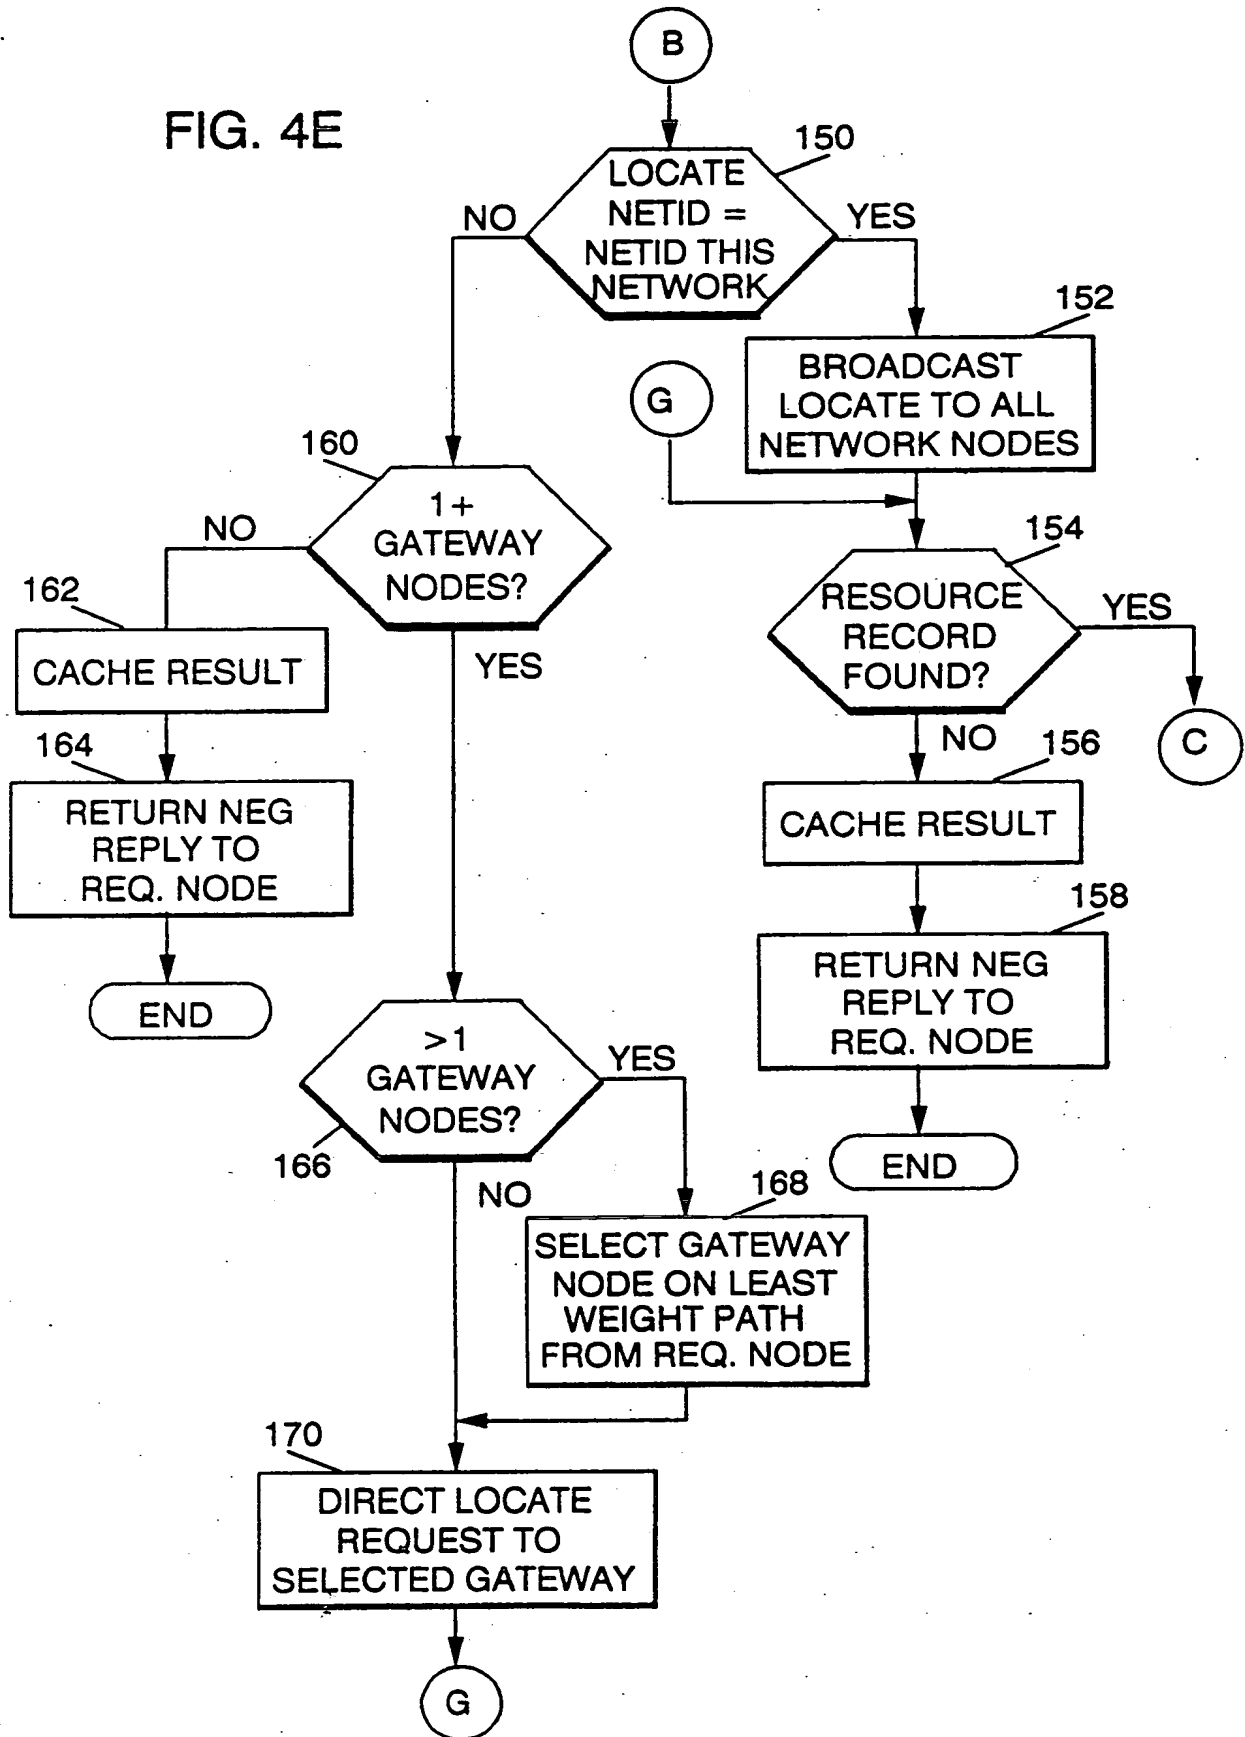 B
FIG. 4E
150
LOCATE
NETID =
NETID THIS
NETWORK
NO
YES
152
BROADCAST
LOCATE TO ALL
NETWORK NODES
G
160
1+
GATEWAY
NODES?
NO
YES
154
RESOURCE
RECORD
FOUND?
YES
NO
C
162
CACHE RESULT
164
RETURN NEG
REPLY TO
REQ. NODE
END
156
CACHE RESULT
158
RETURN NEG
REPLY TO
REQ. NODE
END
>1
GATEWAY
NODES?
166
YES
NO
168
SELECT GATEWAY
NODE ON LEAST
WEIGHT PATH
FROM REQ. NODE
170
DIRECT LOCATE
REQUEST TO
SELECTED GATEWAY
G